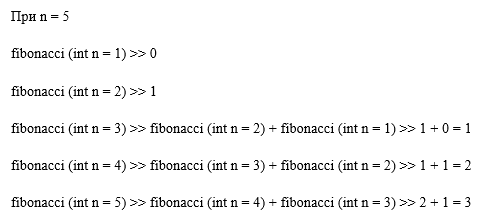 При n = 5
fibonacci (int n = 1) >> 0
fibonacci (int n = 2) >> 1
fibonacci (int n = 3) >> fibonacci (int n = 2) + fibonacci (int n = 1) >> 1 + 0 = 1
fibonacci (int n = 4) >> fibonacci (int n = 3) + fibonacci (int n = 2) >> 1 + 1 = 2
fibonacci (int n = 5) >> fibonacci (int n = 4) + fibonacci (int n = 3) >> 2 + 1 = 3